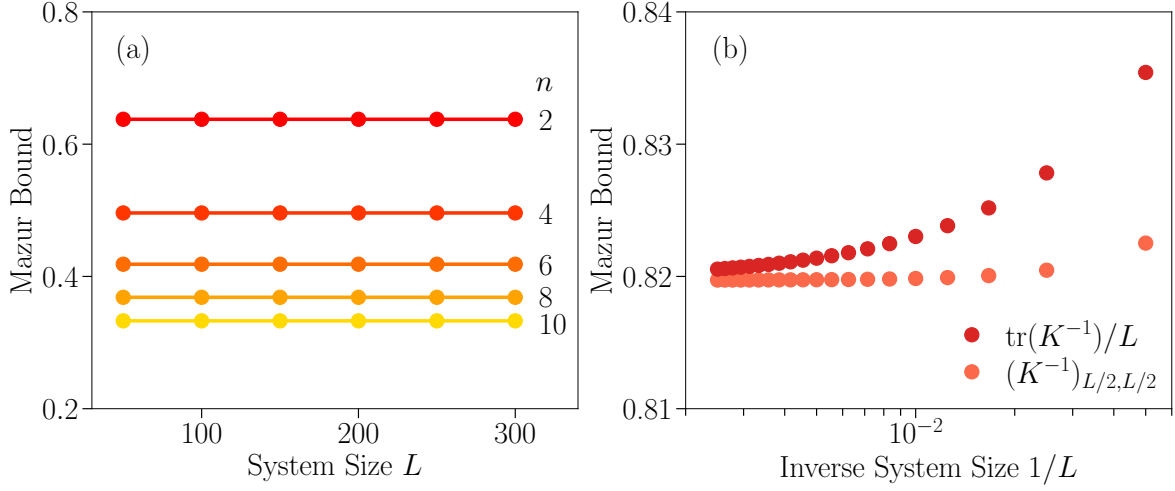 (a)
n
2
4
6
8
10
0.8
0.6
0.4
0.2
Mazur Bound
100
200
300
System Size L
(b)
0.84
0.83
0.82
0.81
Mazur Bound
tr(K⁻¹)/L
(K⁻¹)L/2,L/2
10⁻²
Inverse System Size 1/L